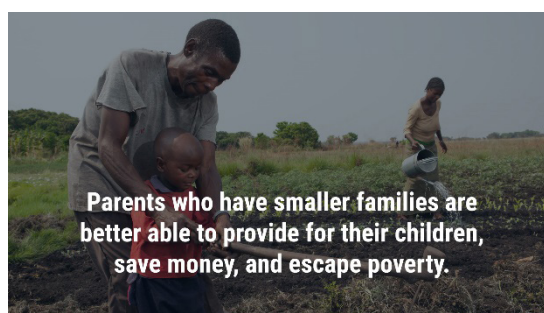 Parents who have smaller families are
better able to provide for their children,
save money, and escape poverty.